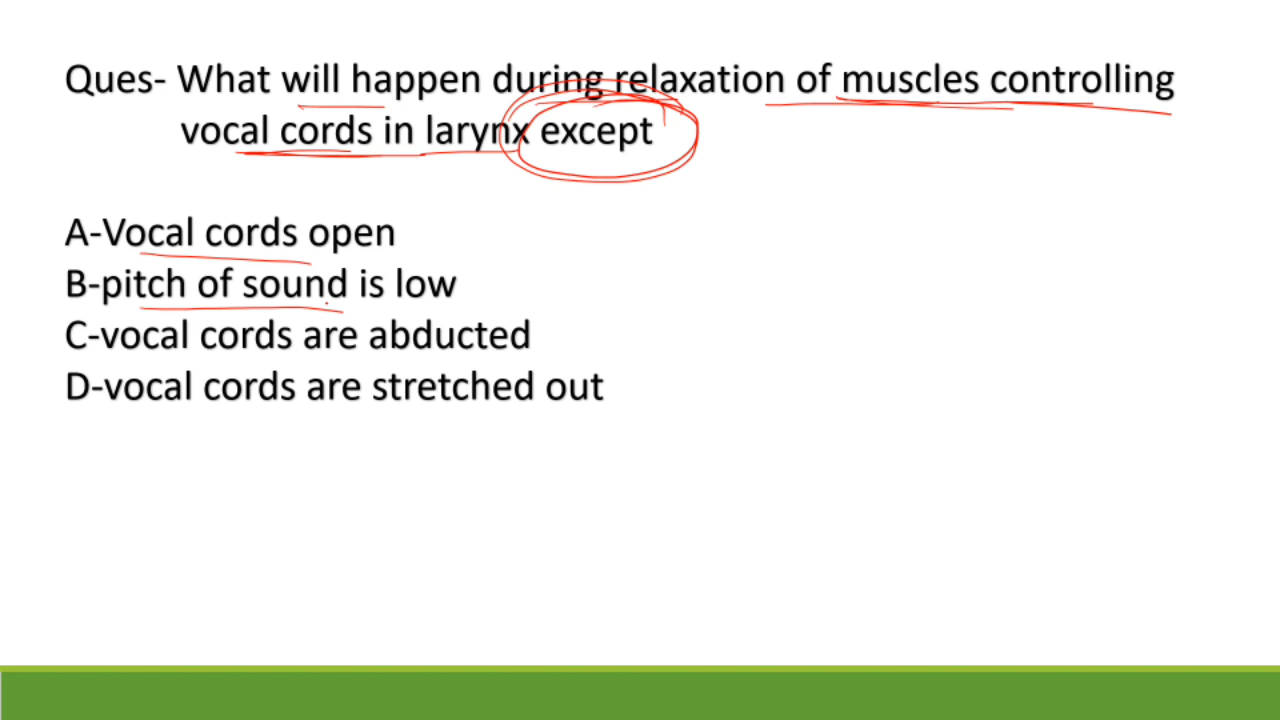 Ques- What will happen during relaxation of muscles controlling
vocal cords in larynx except
A-Vocal cords open
B-pitch of sound is low
C-vocal cords are abducted
D-vocal cords are stretched out